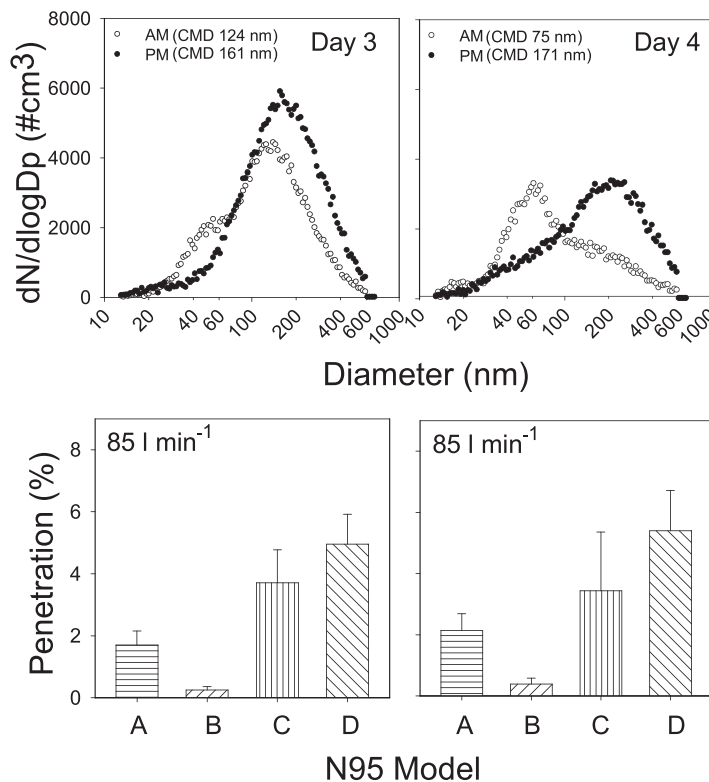 AM (CMD 124 nm)
PM (CMD 161 nm)
Day 3
AM (CMD 75 nm)
PM (CMD 171 nm)
Day 4
dN/dlogDp (#cm3)
8000
6000
4000
2000
0
10 20 40 60 100 200 400 600 1000
10 20 40 60 100 200 400 600 1000
Diameter (nm)
85 l min-1
85 l min-1
Penetration (%)
8
6
4
2
0
A B C D
A B C D
N95 Model